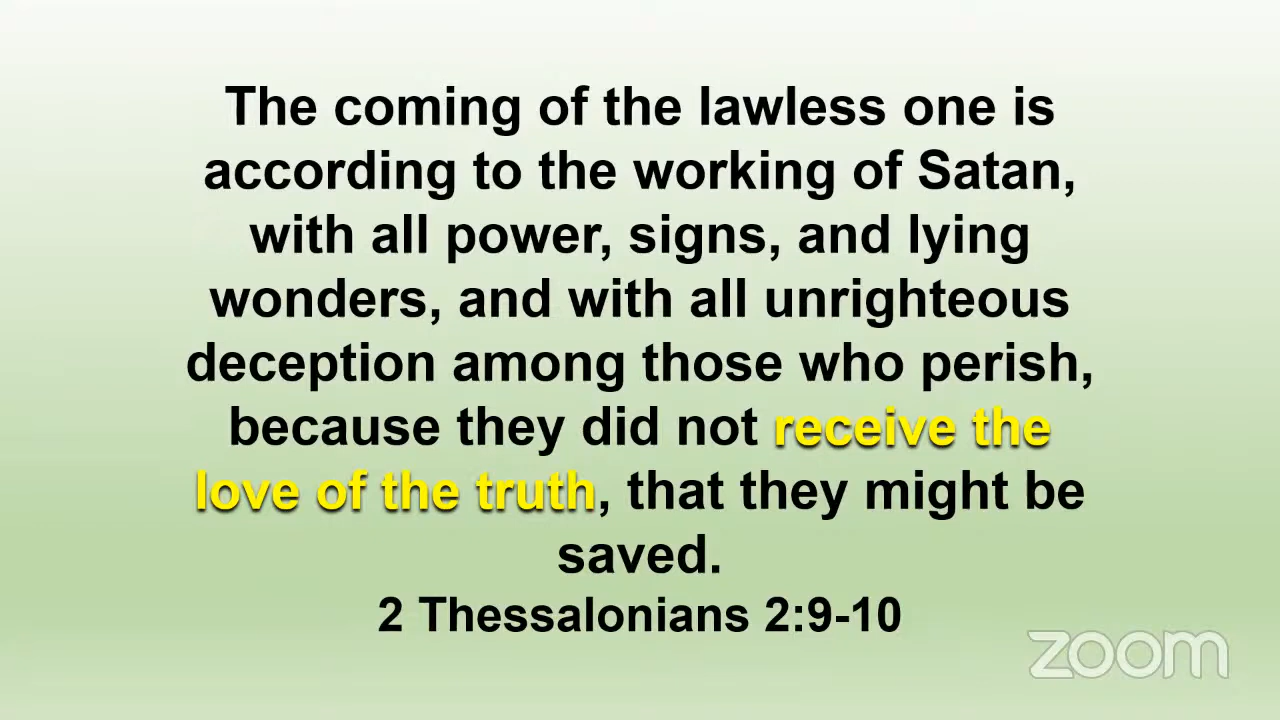 The coming of the lawless one is
according to the working of Satan,
with all power, signs, and lying
wonders, and with all unrighteous
deception among those who perish,
because they did not receive the
love of the truth, that they might be
saved.
2 Thessalonians 2:9-10
zoom